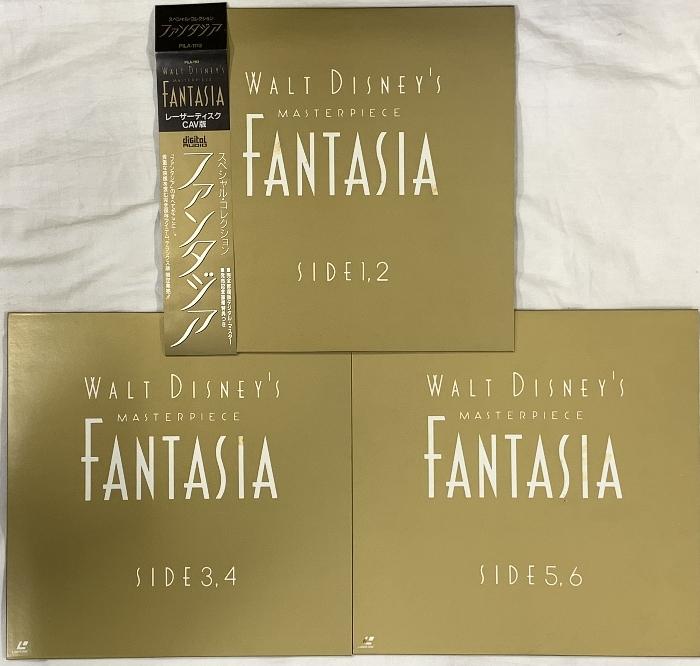 スペシャル・コレクション
ファンタジア
PILA-1113
WALT DISNEY'S
MASTERPIECE
FANTASIA
レーザーディスク
CAV版
digital
AUDIO
スペシャル・コレクション
ファンタジア
WALT DISNEY'S
MASTERPIECE
FANTASIA
SIDE 1,2
WALT DISNEY'S
MASTERPIECE
FANTASIA
SIDE 3,4
WALT DISNEY'S
MASTERPIECE
FANTASIA
SIDE 5,6